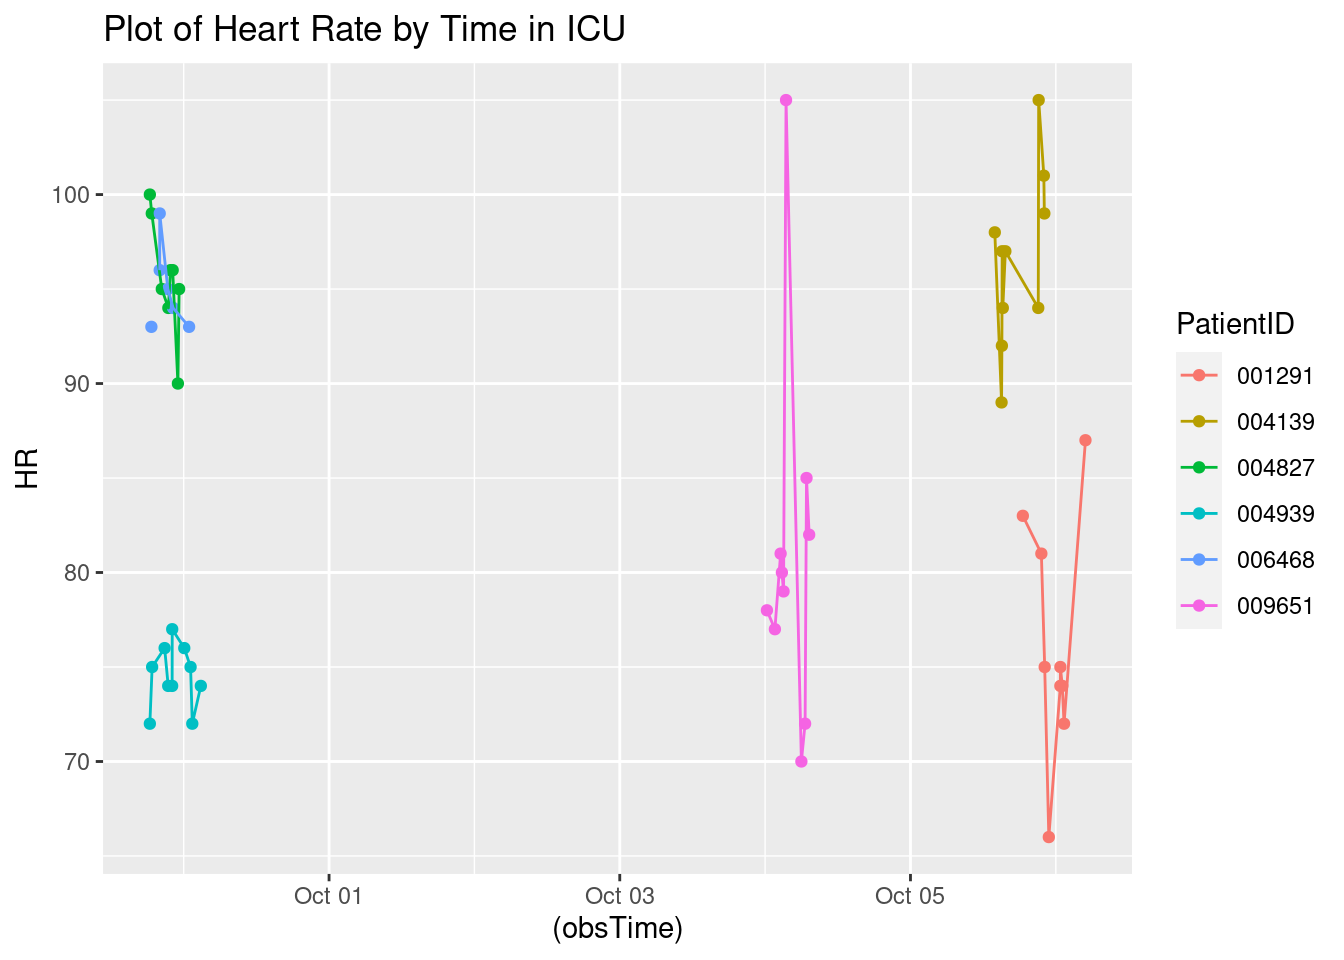 Plot of Heart Rate by Time in ICU
HR
100
90
80
70
Oct 01 Oct 03 Oct 05
(obsTime)
PatientID
001291
004139
004827
004939
006468
009651